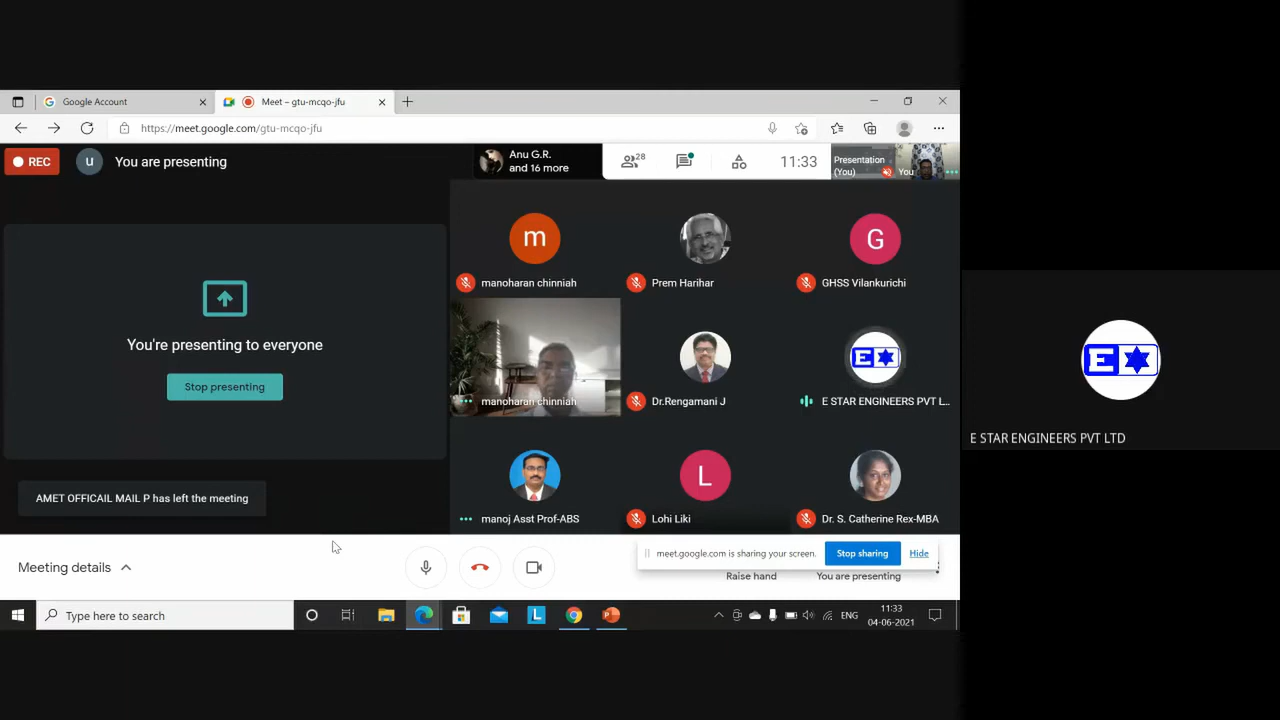 Google Account
Meet – gtu-mcqo-jfu
https://meet.google.com/gtu-mcqo-jfu
REC
u
You are presenting
Anu G.R.
and 16 more
28
11:33
Presentation
(You)
You
m
manoharan chinniah
Prem Harihar
G
GHSS Vilankurichi
You're presenting to everyone
Stop presenting
manoharan chinniah
Dr.Rengamani J
E
E STAR ENGINEERS PVT L...
E
E STAR ENGINEERS PVT LTD
AMET OFFICAIL MAIL P has left the meeting
manoj Asst Prof-ABS
L
Lohi Liki
Dr. S. Catherine Rex-MBA
Meeting details
meet.google.com is sharing your screen.
Stop sharing
Hide
Raise hand
You are presenting
Type here to search
L
P
ENG
11:33
04-06-2021